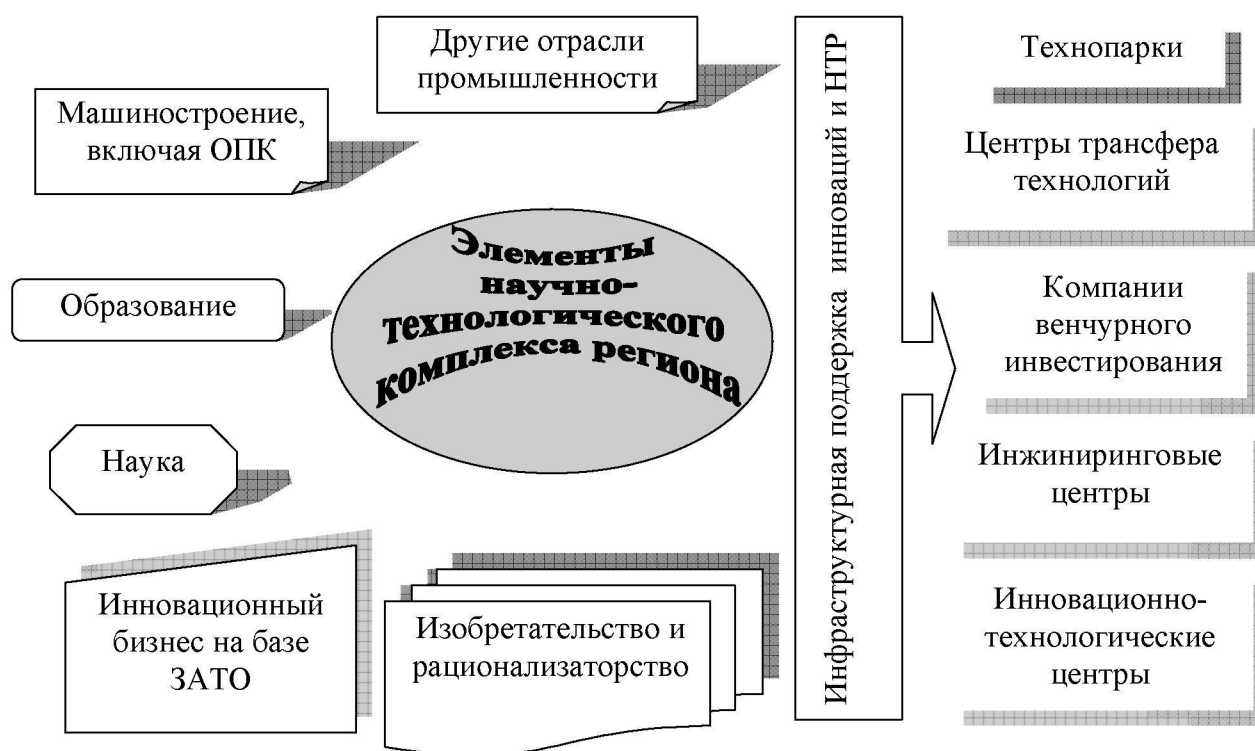 Другие отрасли
промышленности
Машиностроение,
включая ОПК
Элементы
научно-
технологического
комплекса региона
Образование
Наука
Инновационный
бизнес на базе
ЗАТО
Изобретательство и
рационализаторство
Инфраструктурная поддержка инноваций и НТР
Технопарки
Центры трансфера
технологий
Компании
венчурного
инвестирования
Инжиниринговые
центры
Инновационно-
технологические
центры